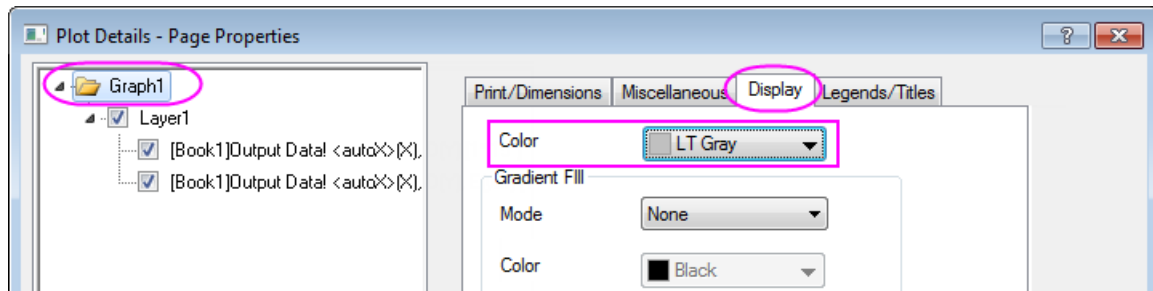 Plot Details - Page Properties
Graph1
Layer1
[Book1]Output Data! <autoX>(X),
[Book1]Output Data! <autoX>(X),
Print/Dimensions Miscellaneous Display Legends/Titles
Color LT Gray
Gradient FIll
Mode None
Color Black